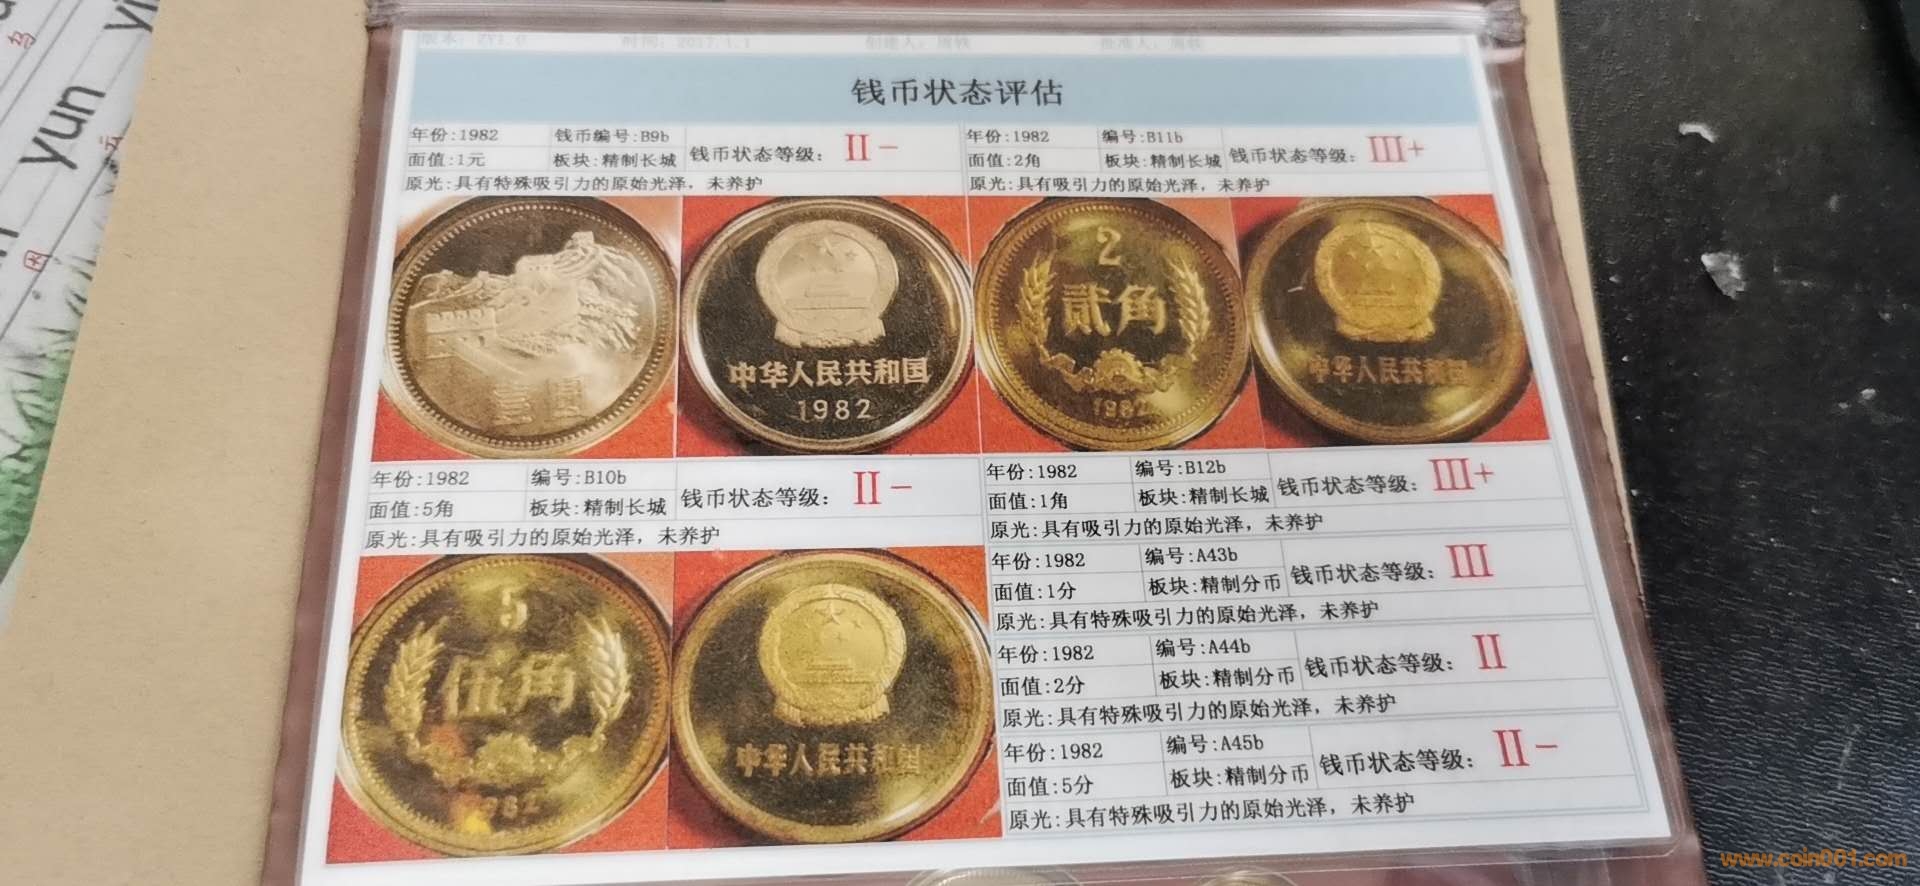 版本: ZY1.0 时间: 2017.1.1
钱币状态评估
年份:1982 钱币编号:B9b 钱币状态等级: II-
面值:1元 板块:精制长城
原光:具有特殊吸引力的原始光泽，未养护
年份:1982 编号:B11b 钱币状态等级: III+
面值:2角 板块:精制长城
原光:具有吸引力的原始光泽，未养护
壹圆
中华人民共和国
1982
2
贰角
1982
中华人民共和国
年份:1982 编号:B10b 钱币状态等级: II-
面值:5角 板块:精制长城
原光:具有吸引力的原始光泽，未养护
5
伍角
1982
中华人民共和国
年份:1982 编号:B12b 钱币状态等级: III+
面值:1角 板块:精制长城
原光:具有吸引力的原始光泽，未养护
年份:1982 编号:A43b 钱币状态等级: III
面值:1分 板块:精制分币
原光:具有特殊吸引力的原始光泽，未养护
年份:1982 编号:A44b 钱币状态等级: II
面值:2分 板块:精制分币
原光:具有特殊吸引力的原始光泽，未养护
年份:1982 编号:A45b 钱币状态等级: II-
面值:5分 板块:精制分币
原光:具有特殊吸引力的原始光泽，未养护
yun
云
因
www.coin001.com